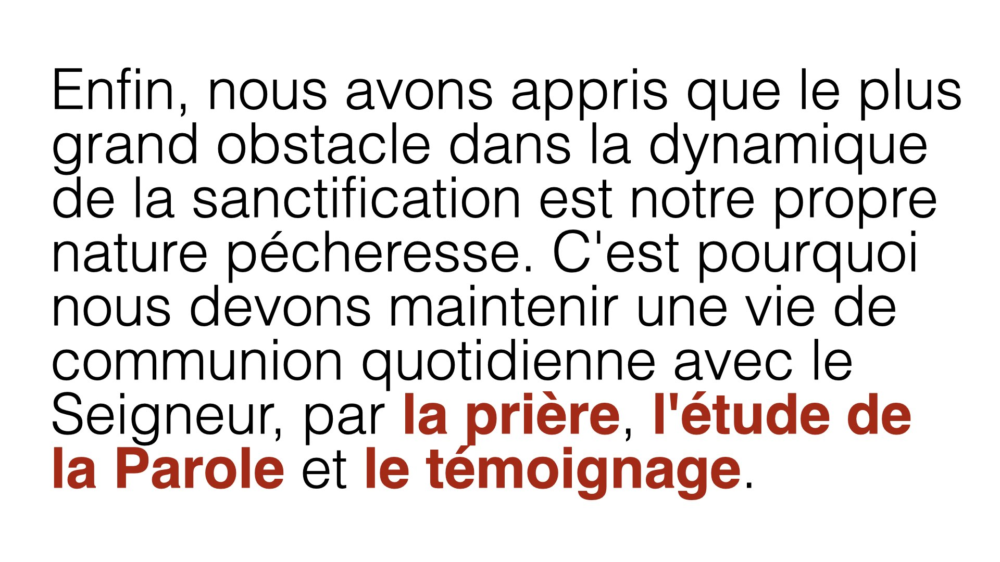 Enfin, nous avons appris que le plus
grand obstacle dans la dynamique
de la sanctification est notre propre
nature pécheresse. C'est pourquoi
nous devons maintenir une vie de
communion quotidienne avec le
Seigneur, par la prière, l'étude de
la Parole et le témoignage.